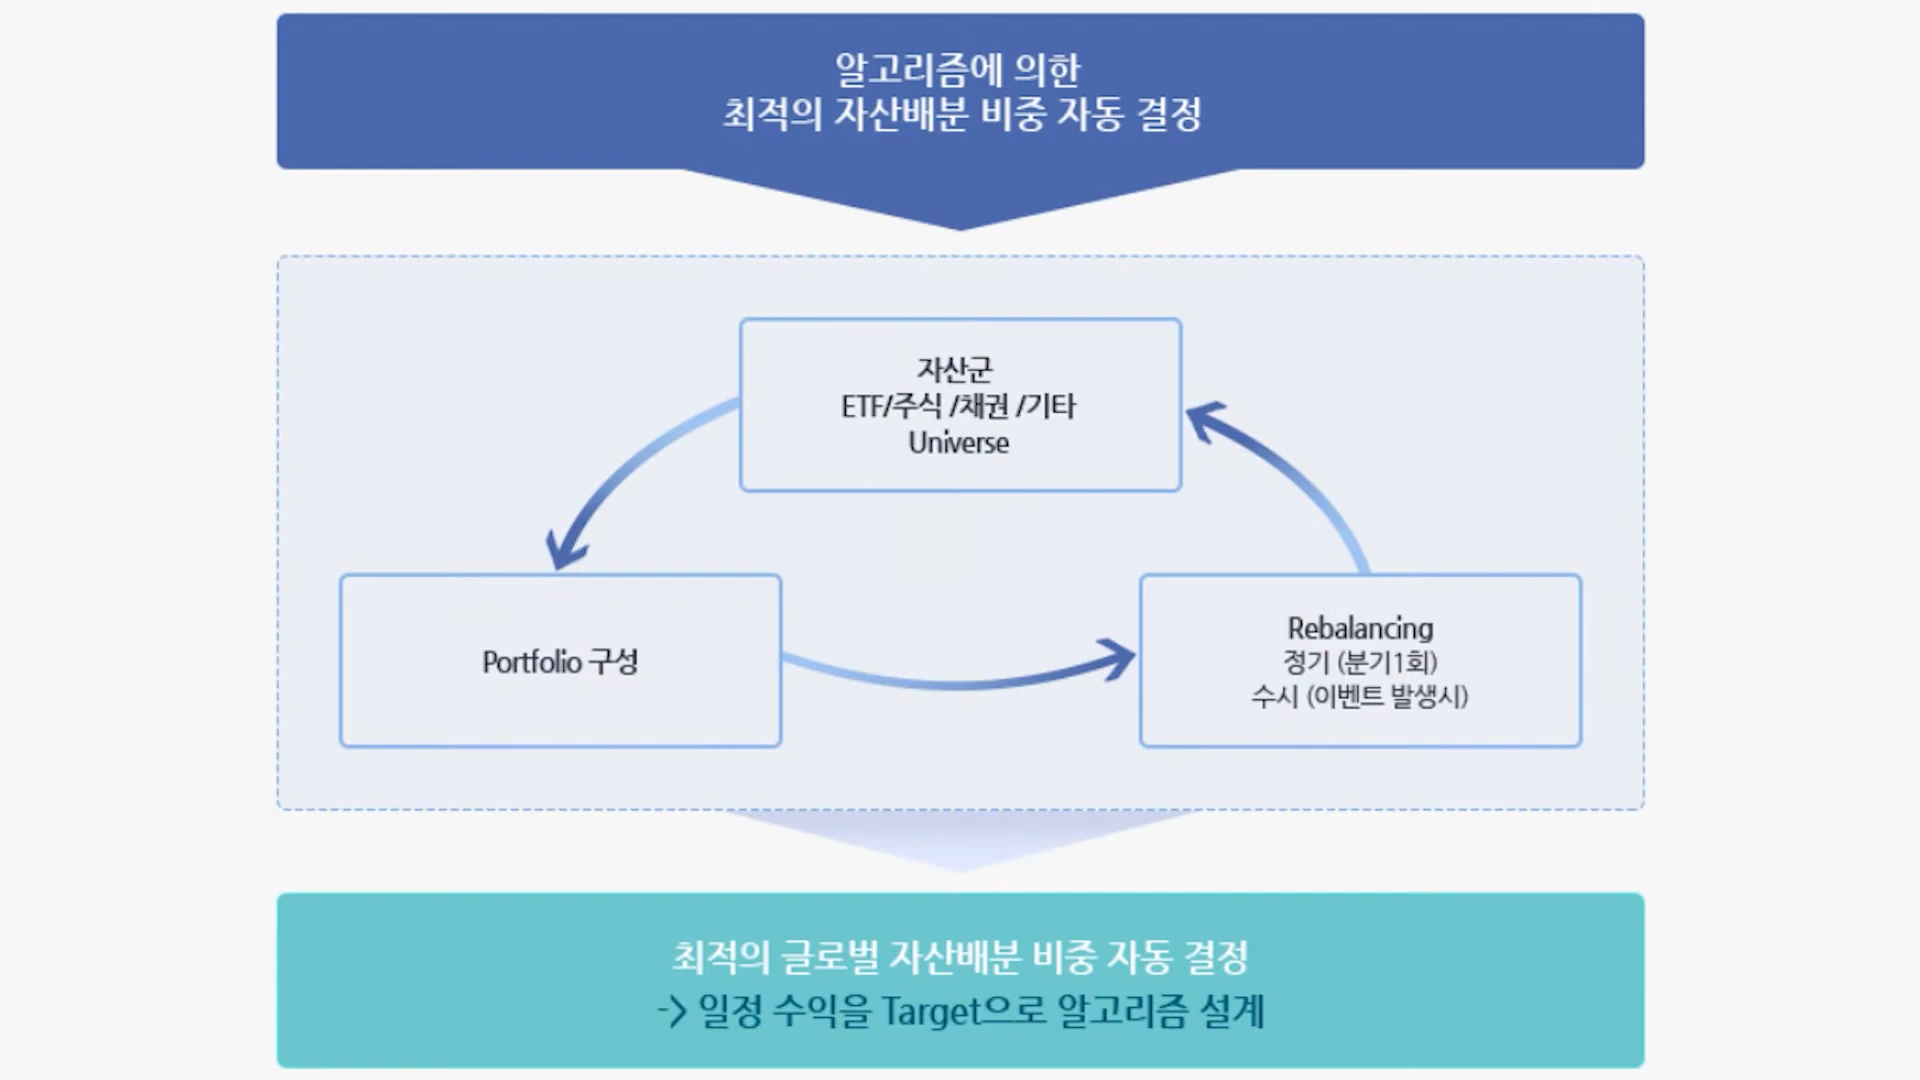 알고리즘에 의한
최적의 자산배분 비중 자동 결정
자산군
ETF/주식 /채권 /기타
Universe
Portfolio 구성
Rebalancing
정기 (분기1회)
수시 (이벤트 발생시)
최적의 글로벌 자산배분 비중 자동 결정
-> 일정 수익을 Target으로 알고리즘 설계